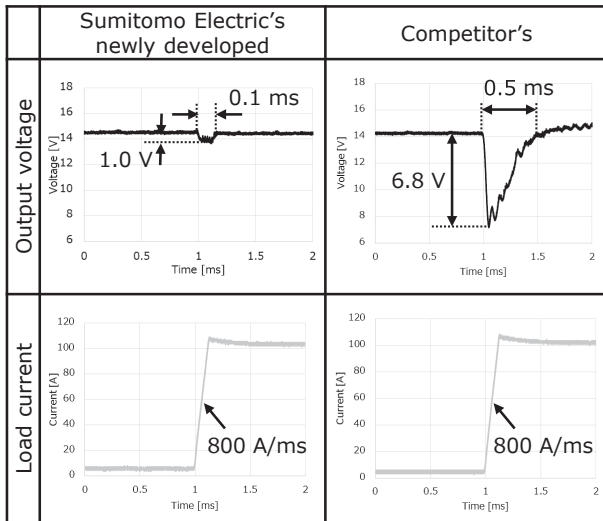 Sumitomo Electric's
newly developed
Competitor's
Output voltage
18
16
14
12
10
8
6
Voltage [V]
0.1 ms
1.0 V
0
0.5
1
1.5
2
Time [ms]
18
16
14
12
10
8
6
Voltage [V]
0.5 ms
6.8 V
0
0.5
1
1.5
2
Time [ms]
Load current
120
100
80
60
40
20
0
Current [A]
800 A/ms
0
0.5
1
1.5
2
Time [ms]
120
100
80
60
40
20
0
Current [A]
800 A/ms
0
0.5
1
1.5
2
Time [ms]